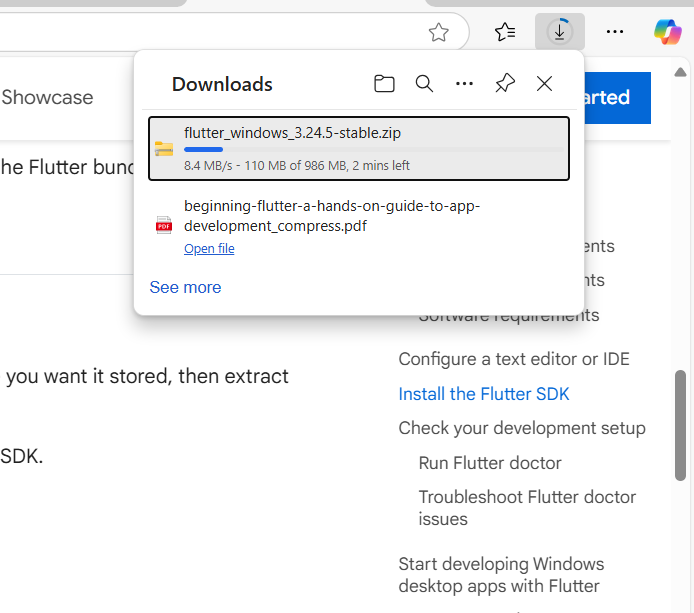 Downloads
flutter_windows_3.24.5-stable.zip
8.4 MB/s - 110 MB of 986 MB, 2 mins left
PDF
beginning-flutter-a-hands-on-guide-to-app-
development_compress.pdf
Open file
See more
Showcase
arted
he Flutter bund
ents
nts
Software requirements
you want it stored, then extract
SDK.
Configure a text editor or IDE
Install the Flutter SDK
Check your development setup
Run Flutter doctor
Troubleshoot Flutter doctor
issues
Start developing Windows
desktop apps with Flutter